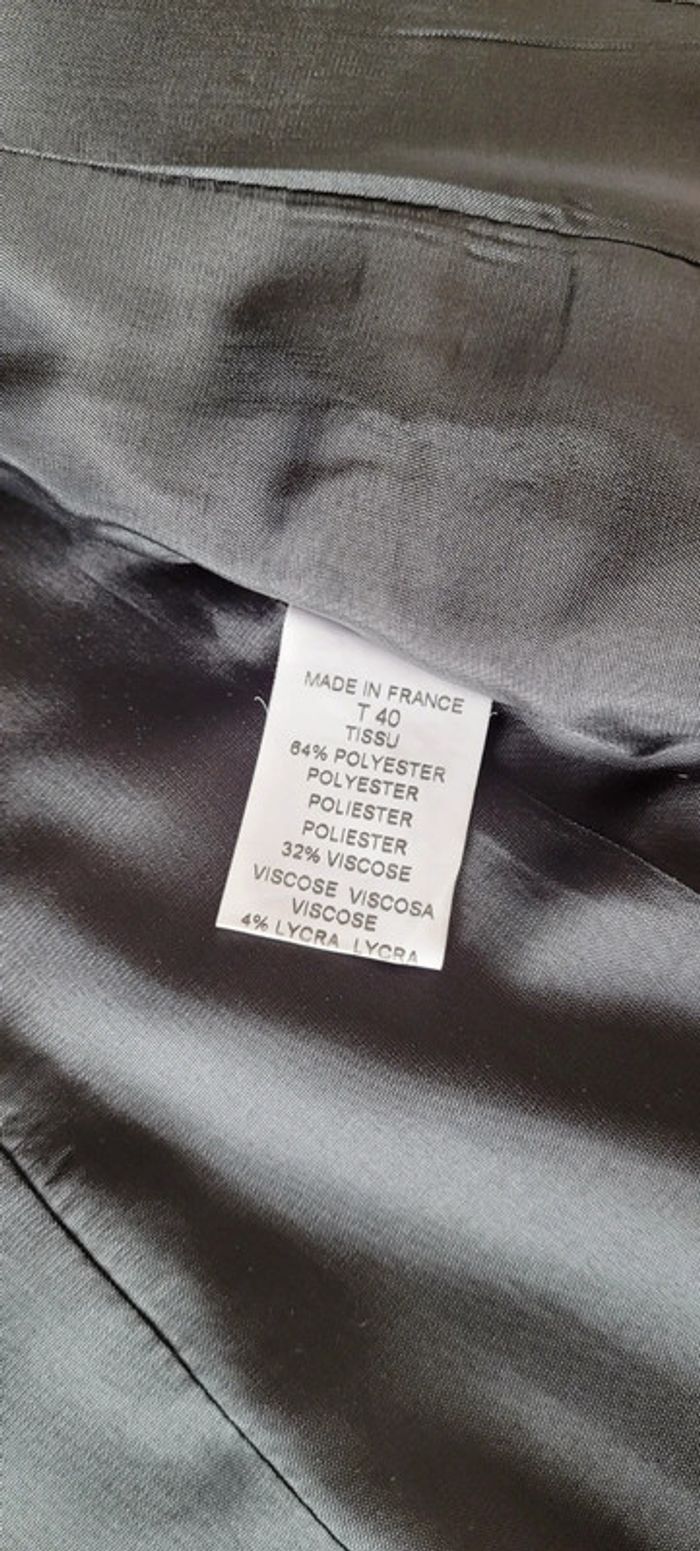 MADE IN FRANCE
T 40
TISSU
64% POLYESTER
POLYESTER
POLIESTER
POLIESTER
32% VISCOSE
VISCOSE VISCOSA
VISCOSE
4% LYCRA LYCRA